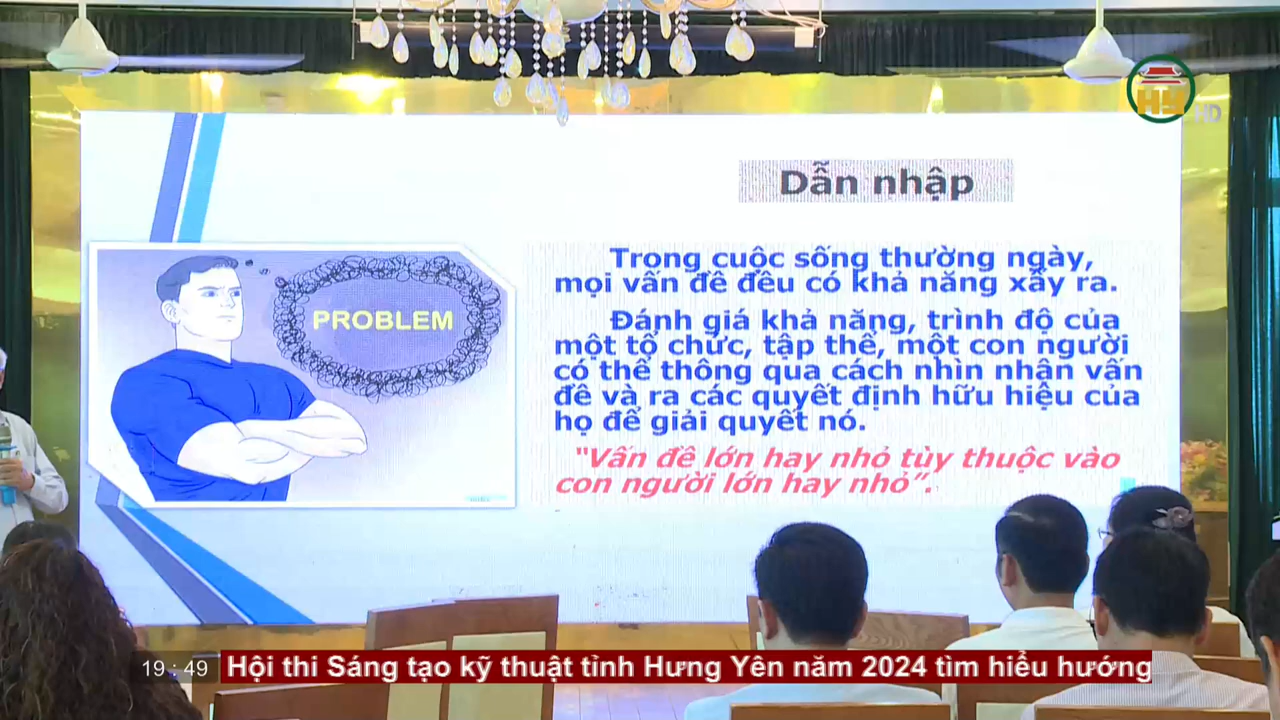 HY
HD
Dẫn nhập
PROBLEM
Trong cuộc sống thường ngày,
mọi vấn đề đều có khả năng xẩy ra.
Đánh giá khả năng, trình độ của
một tổ chức, tập thể, một con người
có thể thông qua cách nhìn nhận vấn
đề và ra các quyết định hữu hiệu của
họ để giải quyết nó.
"Vấn đề lớn hay nhỏ tùy thuộc vào
con người lớn hay nhỏ".
19 : 49
Hội thi Sáng tạo kỹ thuật tỉnh Hưng Yên năm 2024 tìm hiểu hướng